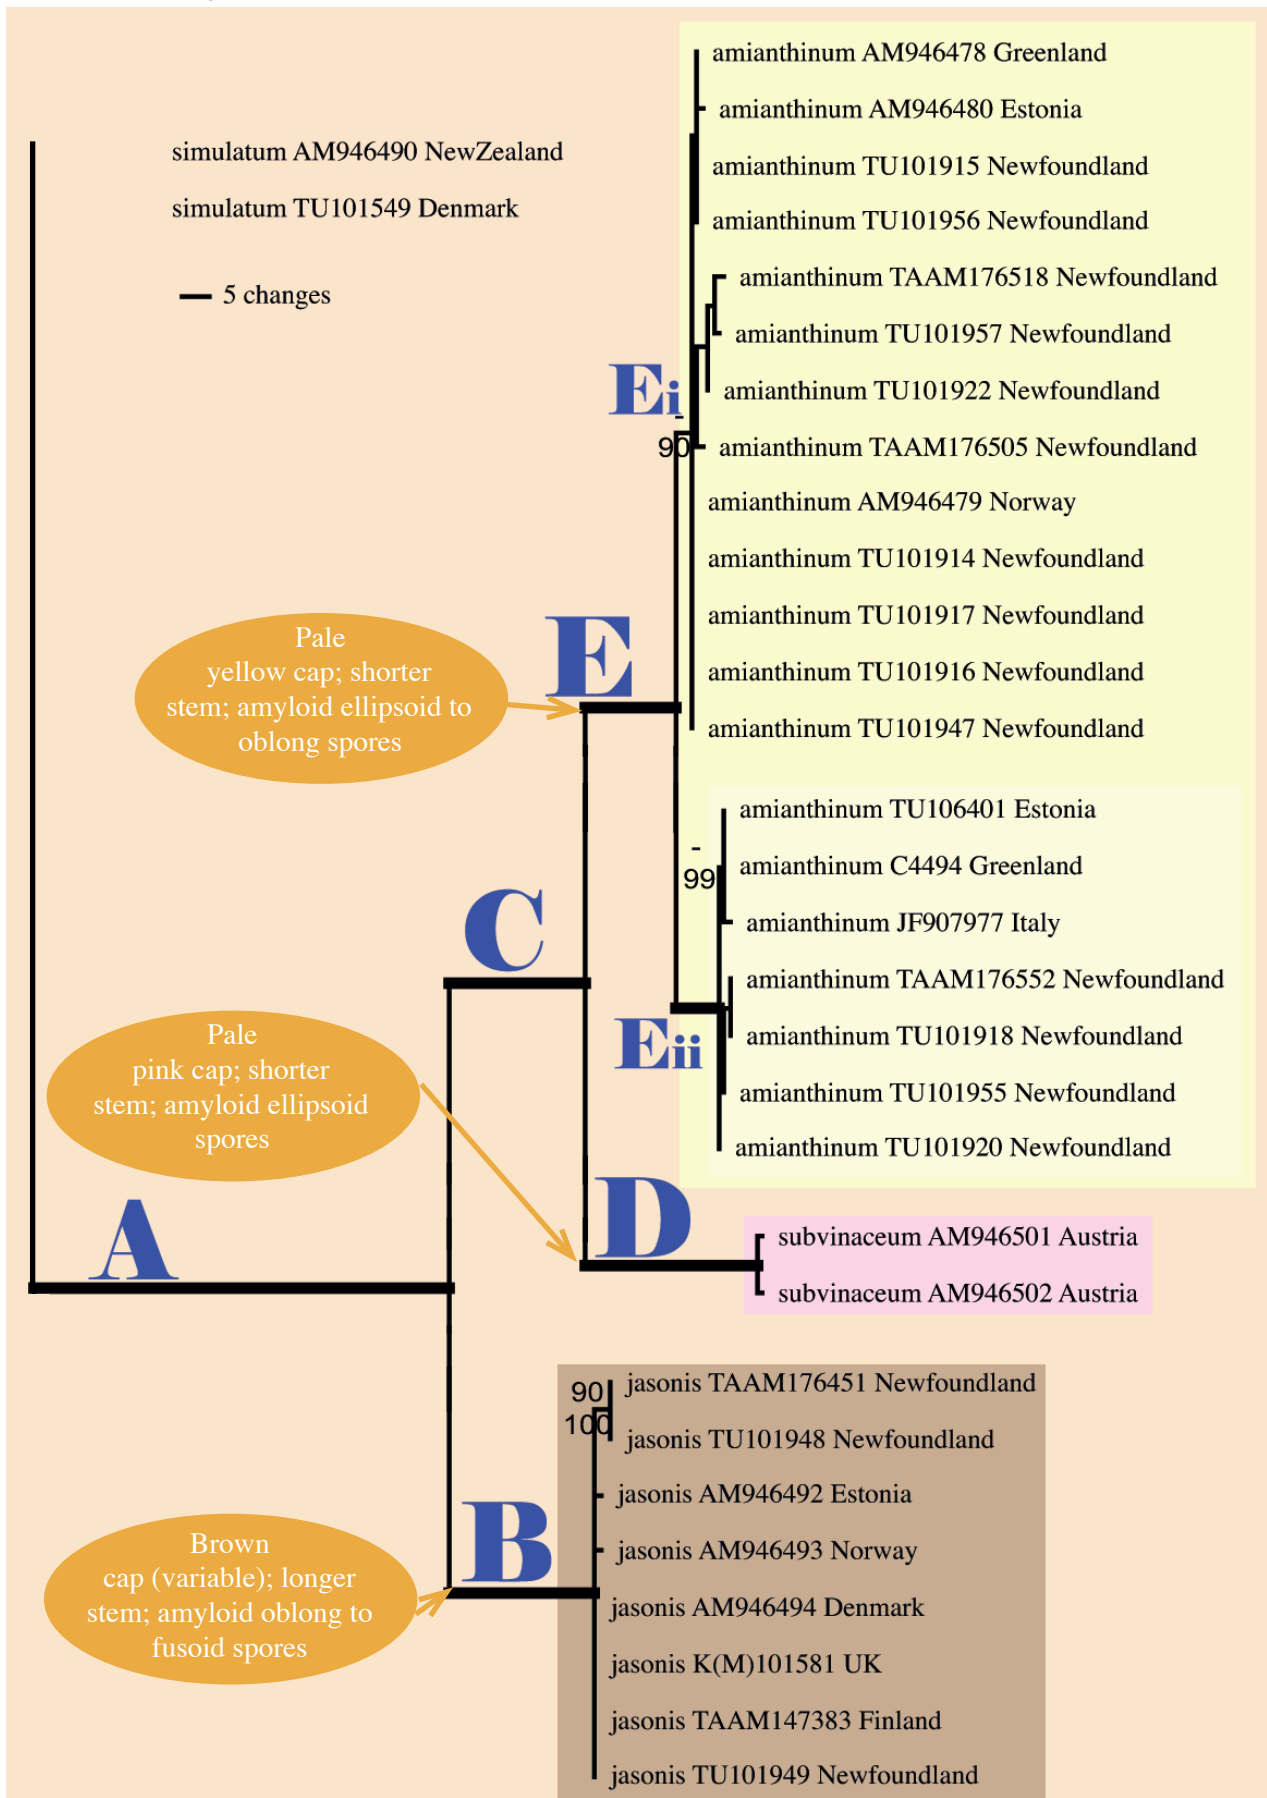 amianthinum AM946478 Greenland
amianthinum AM946480 Estonia
simulatum AM946490 NewZealand
amianthinum TU101915 Newfoundland
simulatum TU101549 Denmark
amianthinum TU101956 Newfoundland
amianthinum TAAM176518 Newfoundland
5 changes
amianthinum TU101957 Newfoundland
Ei
amianthinum TU101922 Newfoundland
-
90
amianthinum TAAM176505 Newfoundland
amianthinum AM946479 Norway
amianthinum TU101914 Newfoundland
amianthinum TU101917 Newfoundland
Pale
yellow cap; shorter
stem; amyloid ellipsoid to
oblong spores
E
amianthinum TU101916 Newfoundland
amianthinum TU101947 Newfoundland
amianthinum TU106401 Estonia
-
99
amianthinum C4494 Greenland
C
amianthinum JF907977 Italy
amianthinum TAAM176552 Newfoundland
Eii
amianthinum TU101918 Newfoundland
Pale
pink cap; shorter
stem; amyloid ellipsoid
spores
amianthinum TU101955 Newfoundland
amianthinum TU101920 Newfoundland
D
A
subvinaceum AM946501 Austria
subvinaceum AM946502 Austria
90
100
jasonis TAAM176451 Newfoundland
jasonis TU101948 Newfoundland
jasonis AM946492 Estonia
B
jasonis AM946493 Norway
Brown
cap (variable); longer
stem; amyloid oblong to
fusoid spores
jasonis AM946494 Denmark
jasonis K(M)101581 UK
jasonis TAAM147383 Finland
jasonis TU101949 Newfoundland